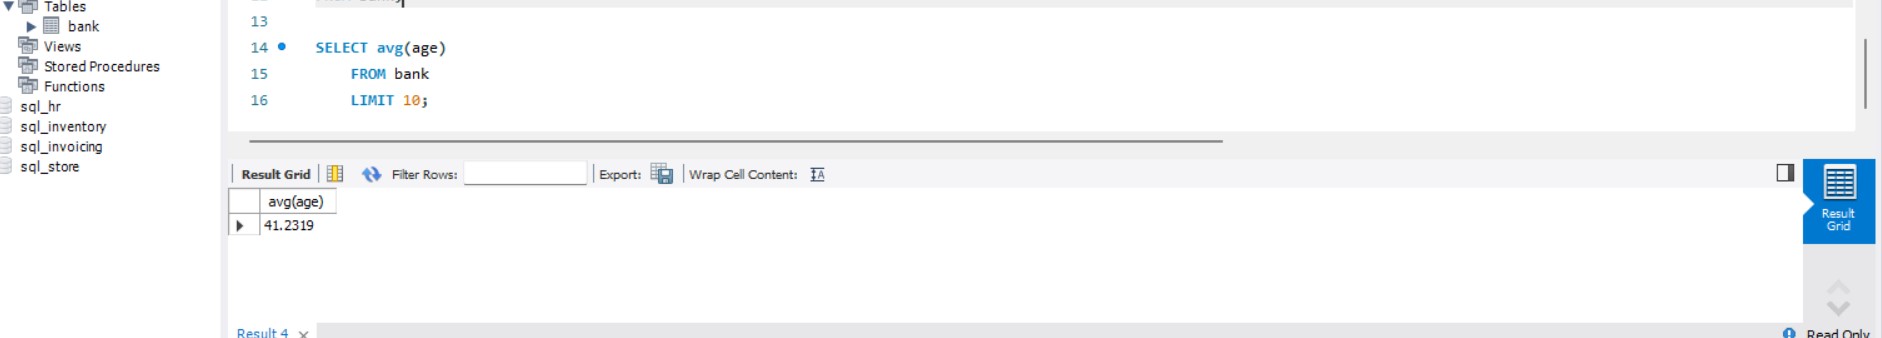 Tables
bank
Views
Stored Procedures
Functions
sql_hr
sql_inventory
sql_invoicing
sql_store
13
14 SELECT avg(age)
15 FROM bank
16 LIMIT 10;
Result Grid Filter Rows: Export: Wrap Cell Content:
avg(age)
41.2319
Result
Grid
Result 4 Read Only